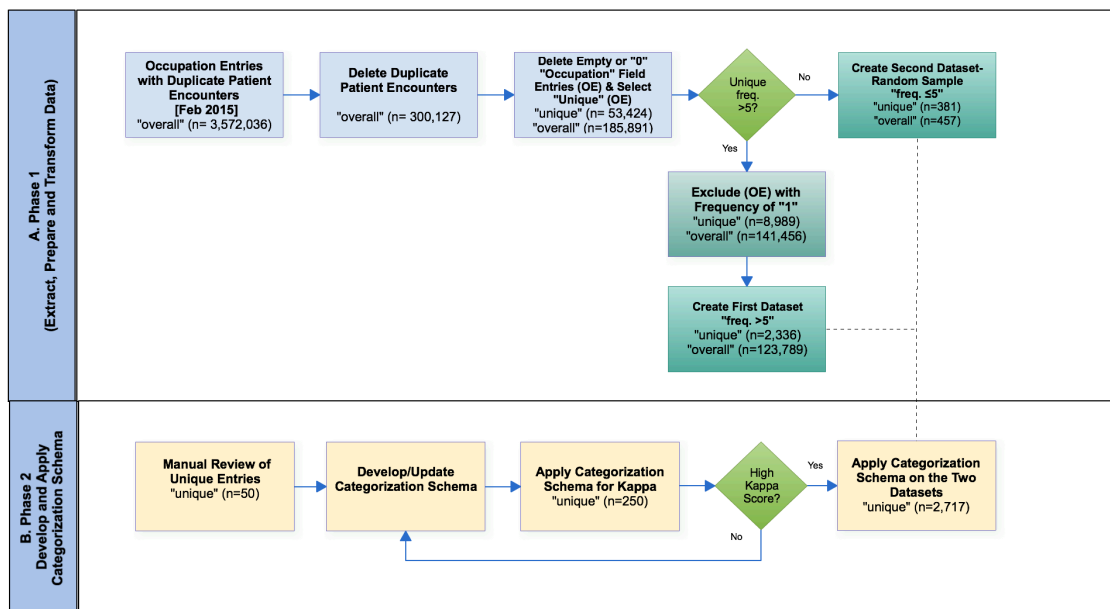 A. Phase 1
(Extract, Prepare and Transform Data)
Occupation Entries
with Duplicate Patient
Encounters
[Feb 2015]
"overall" (n= 3,572,036)
Delete Duplicate
Patient Encounters
"overall" (n= 300,127)
Delete Empty or "0"
"Occupation" Field
Entries (OE) & Select
"Unique" (OE)
"unique" (n= 53,424)
"overall" (n=185,891)
Unique
freq.
>5?
No
Create Second Dataset-
Random Sample
"freq. ≤5"
"unique" (n=381)
"overall" (n=457)
Yes
Exclude (OE) with
Frequency of "1"
"unique" (n=8,989)
"overall" (n=141,456)
Create First Dataset
"freq. >5"
"unique" (n=2,336)
"overall" (n=123,789)
B. Phase 2
Develop and Apply
Categorization Schema
Manual Review of
Unique Entries
"unique" (n=50)
Develop/Update
Categorization Schema
Apply Categorization
Schema for Kappa
"unique" (n=250)
High
Kappa
Score?
Yes
No
Apply Categorization
Schema on the Two
Datasets
"unique" (n=2,717)